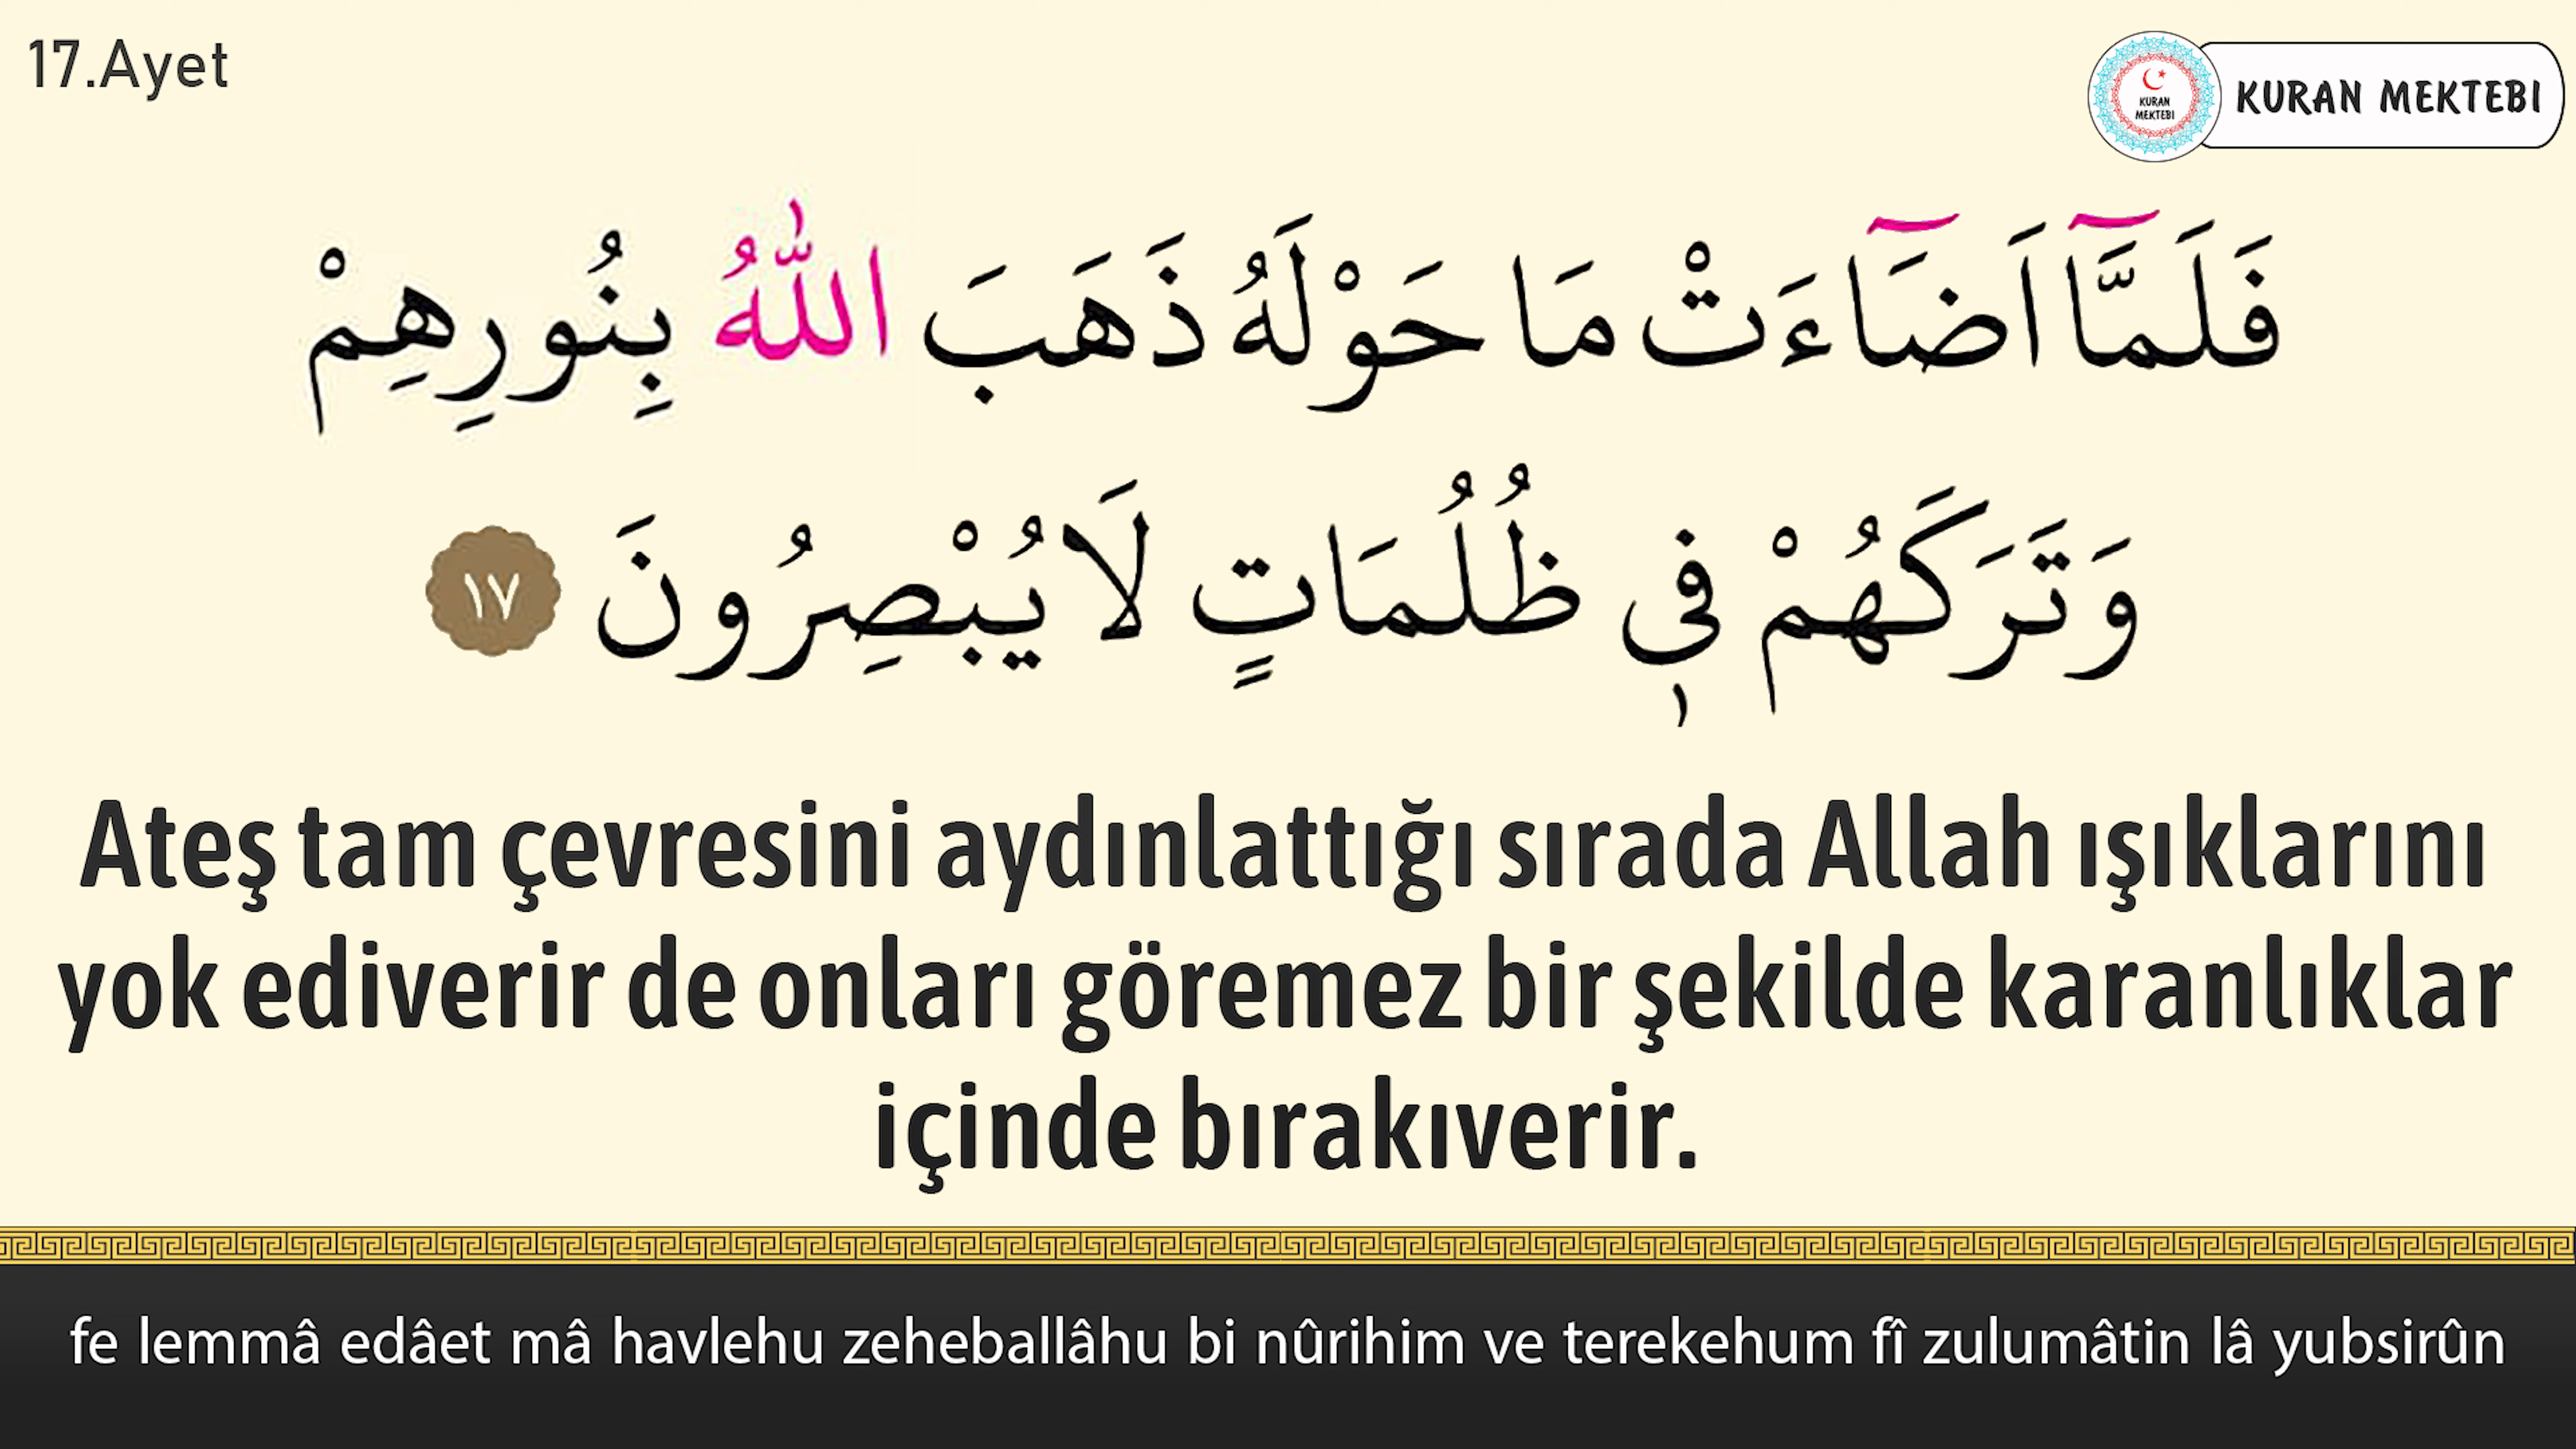 17.Ayet
KURAN
MEKTEBI
KURAN MEKTEBI
فَلَمَّٓا اَضَٓاءَتْ مَا حَوْلَهُ ذَهَبَ اللّٰهُ بِنُورِهِمْ
وَتَرَكَهُمْ فٖي ظُلُمَاتٍ لَا يُبْصِرُونَ ١٧
Ateş tam çevresini aydınlattığı sırada Allah ışıklarını
yok ediverir de onları göremez bir şekilde karanlıklar
içinde bırakıverir.
fe lemmâ edâet mâ havlehu zeheballâhu bi nûrihim ve terekehum fî zulumâtin lâ yubsirûn